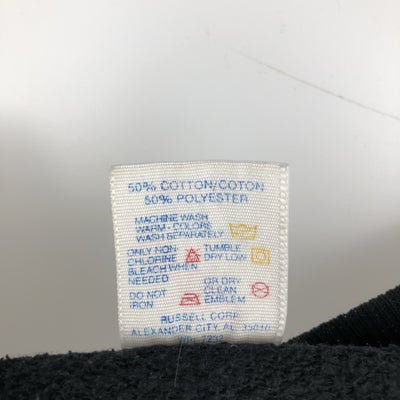 50% COTTON/COTON
50% POLYESTER
MACHINE WASH
WARM - COLORS
WASH SEPARATELY
ONLY NON
CHLORINE
BLEACH WHEN
NEEDED
TUMBLE
DRY LOW
DO NOT
IRON
OR DRY
CLEAN
EMBLEM
RUSSELL CORP.
ALEXANDER CITY, AL 35010